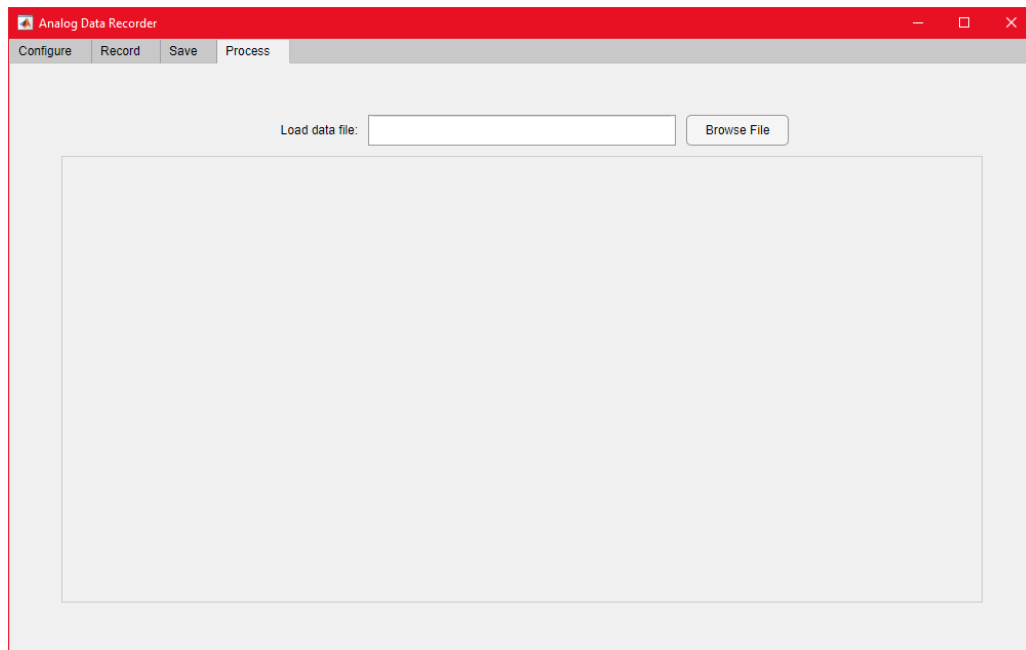 Analog Data Recorder
Configure Record Save Process
Load data file: Browse File